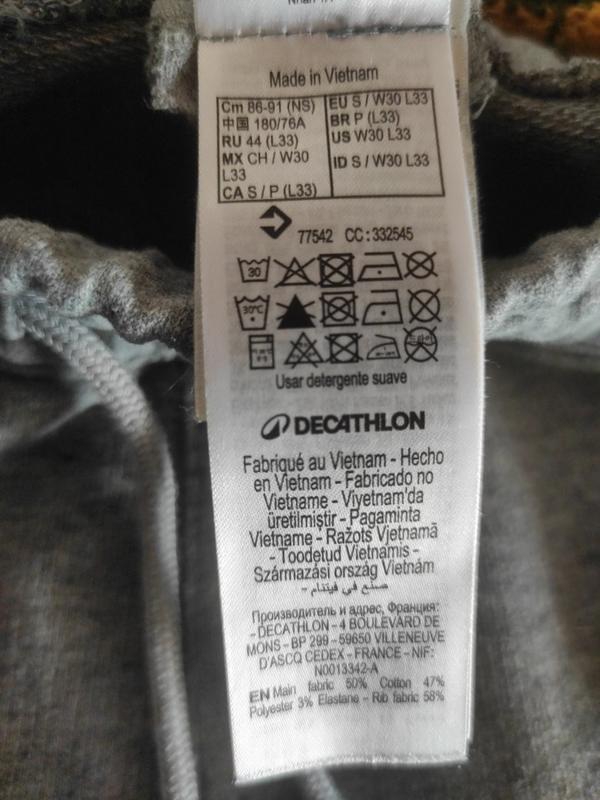 Made in Vietnam
Cm 86-91 (NS)
中国 180/76A
RU 44 (L33)
MX CH / W30
L33
CA S / P (L33)
EU S / W30 L33
BR P (L33)
US W30 L33
ID S / W30 L33
77542 CC:332545
30
30°C
Usar detergente suave
DECATHLON
Fabriqué au Vietnam - Hecho
en Vietnam - Fabricado no
Vietname - Viyetnam'da
üretilmiştir - Pagaminta
Vietname - Ražots Vjetnamā
- Toodetud Vietnamis -
Származási ország Vietnám
صنع في فيتنام -
Производитель и адрес, Франция:
- DECATHLON - 4 BOULEVARD DE
MONS - BP 299 - 59650 VILLENEUVE
D'ASCQ CEDEX - FRANCE - NIF:
N0013342-A
EN Main fabric 50% Cotton 47%
Polyester 3% Elastane - Rib fabric 58%